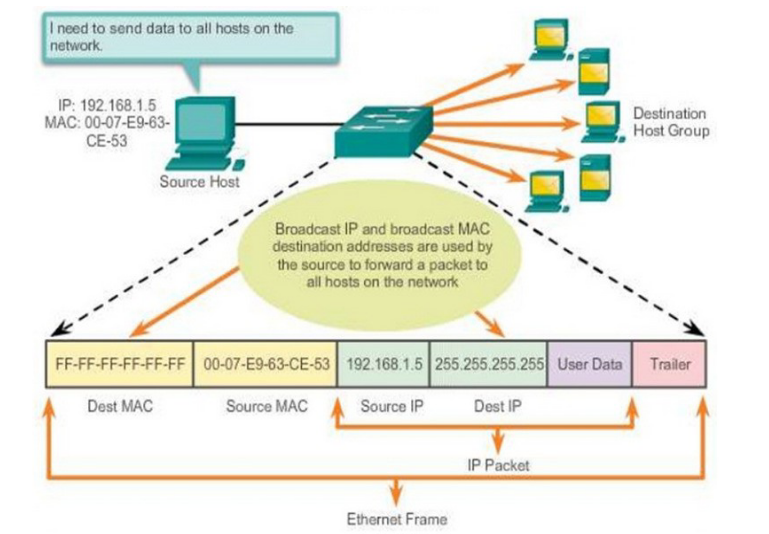 I need to send data to all hosts on the
network.
IP: 192.168.1.5
MAC: 00-07-E9-63-
CE-53
Source Host
Destination
Host Group
Broadcast IP and broadcast MAC
destination addresses are used by
the source to forward a packet to
all hosts on the network
FF-FF-FF-FF-FF-FF 00-07-E9-63-CE-53 192.168.1.5 255.255.255.255 User Data Trailer
Dest MAC Source MAC Source IP Dest IP
IP Packet
Ethernet Frame